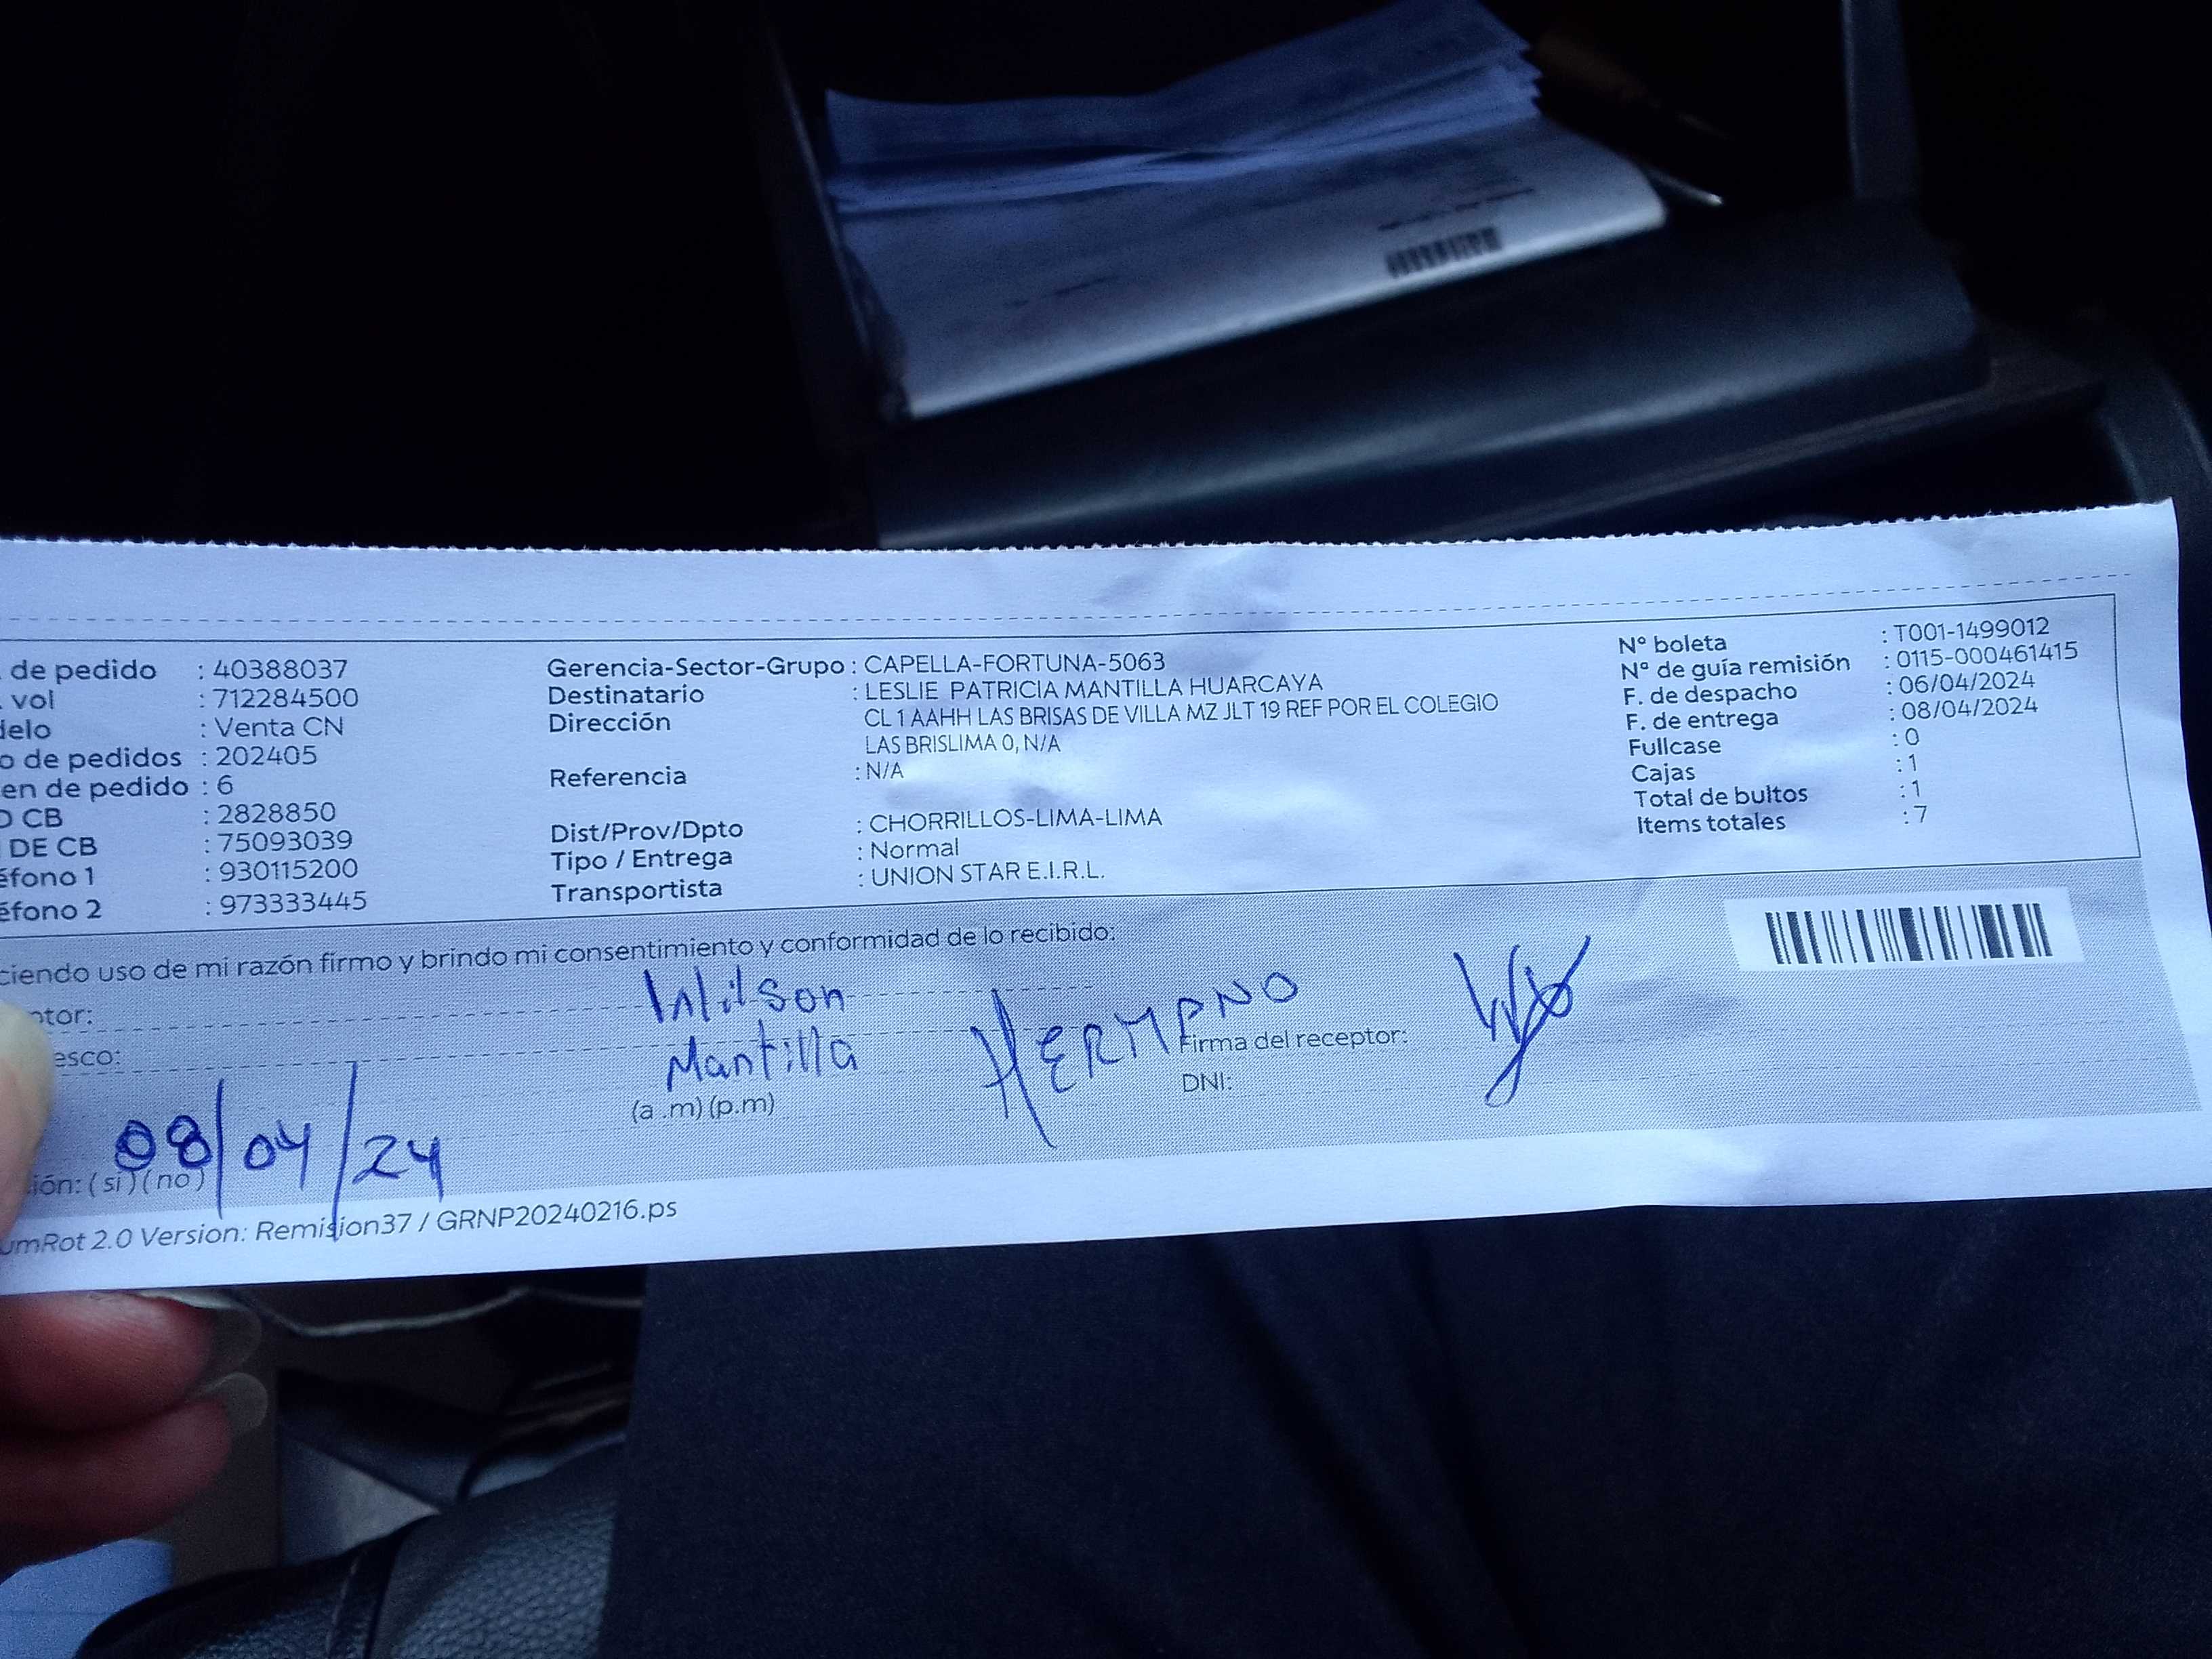 de pedido : 40388037
vol : 712284500
delo : Venta CN
o de pedidos : 202405
en de pedido : 6
O CB : 2828850
DE CB : 75093039
éfono 1 : 930115200
éfono 2 : 973333445
Gerencia-Sector-Grupo : CAPELLA-FORTUNA-5063
Destinatario : LESLIE PATRICIA MANTILLA HUARCAYA
Dirección CL 1 AAHH LAS BRISAS DE VILLA MZ JLT 19 REF POR EL COLEGIO
LAS BRISLIMA 0, N/A
Referencia : N/A
Dist/Prov/Dpto : CHORRILLOS-LIMA-LIMA
Tipo / Entrega : Normal
Transportista : UNION STAR E.I.R.L.
N° boleta : T001-1499012
N° de guía remisión : 0115-000461415
F. de despacho : 06/04/2024
F. de entrega : 08/04/2024
Fullcase : 0
Cajas : 1
Total de bultos : 1
Items totales : 7
ciendo uso de mi razón firmo y brindo mi consentimiento y conformidad de lo recibido:
ptor: Wilson
esco: Mantilla HERMANO
Firma del receptor:
DNI:
(a .m) (p.m)
08/04/24
ión: ( si ) ( no )
umRot 2.0 Version: Remision37 / GRNP20240216.ps